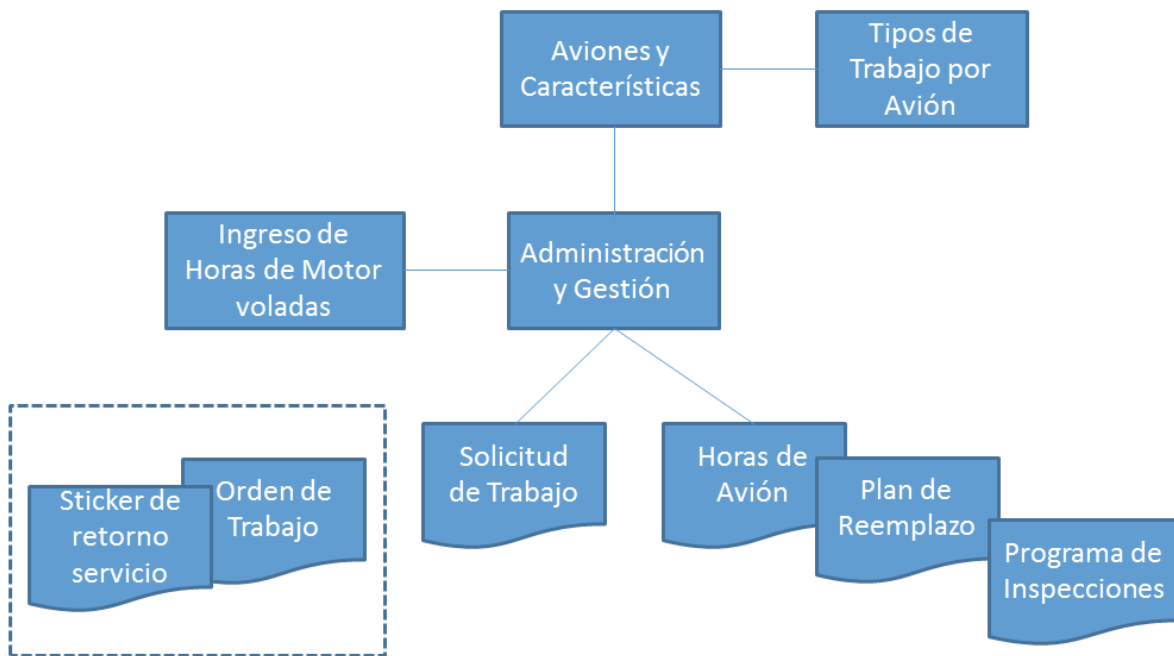 Aviones y
Características
Tipos de
Trabajo por
Avión
Ingreso de
Horas de Motor
voladas
Administración
y Gestión
Sticker de
retorno
servicio
Orden de
Trabajo
Solicitud
de Trabajo
Horas de
Avión
Plan de
Reemplazo
Programa de
Inspecciones